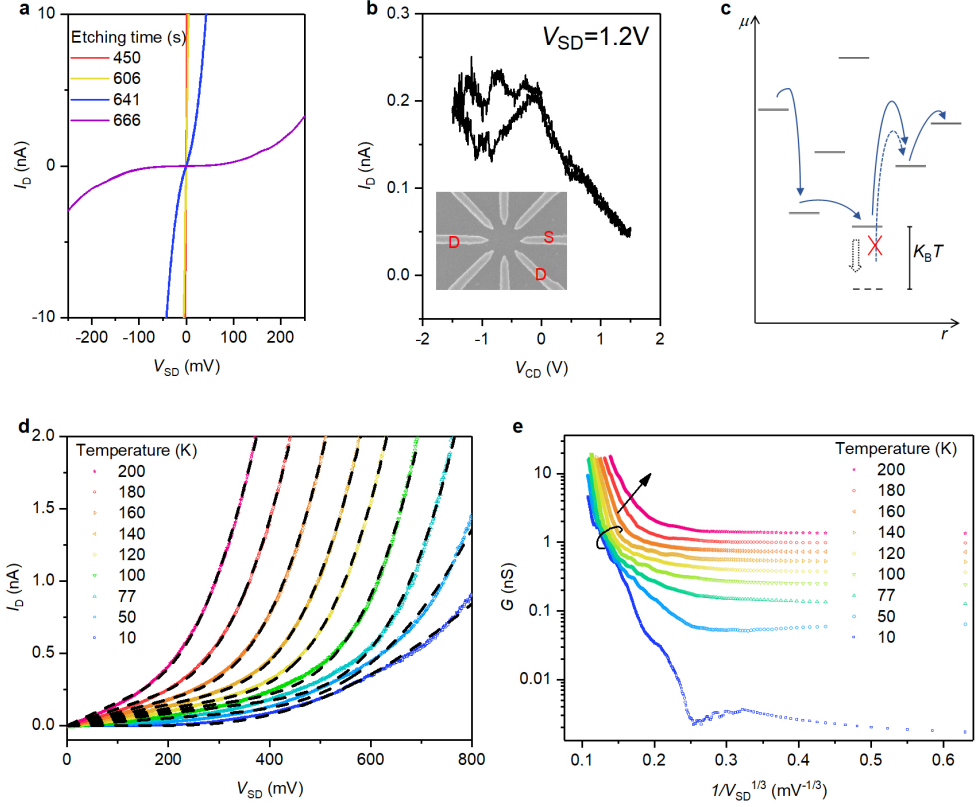 a
10
0
-10
I_D (nA)
Etching time (s)
450
606
641
666
-200 -100 0 100 200
V_SD (mV)
b
V_SD=1.2V
0.3
0.2
0.1
0.0
I_D (nA)
D
S
D
-2 -1 0 1 2
V_CD (V)
c
μ
K_BT
r
d
2.0
1.5
1.0
0.5
0.0
I_D (nA)
Temperature (K)
200
180
160
140
120
100
77
50
10
0 200 400 600 800
V_SD (mV)
e
10
1
0.1
0.01
G (nS)
Temperature (K)
200
180
160
140
120
100
77
50
10
0.1 0.2 0.3 0.4 0.5 0.6
1/V_SD^1/3 (mV^-1/3)